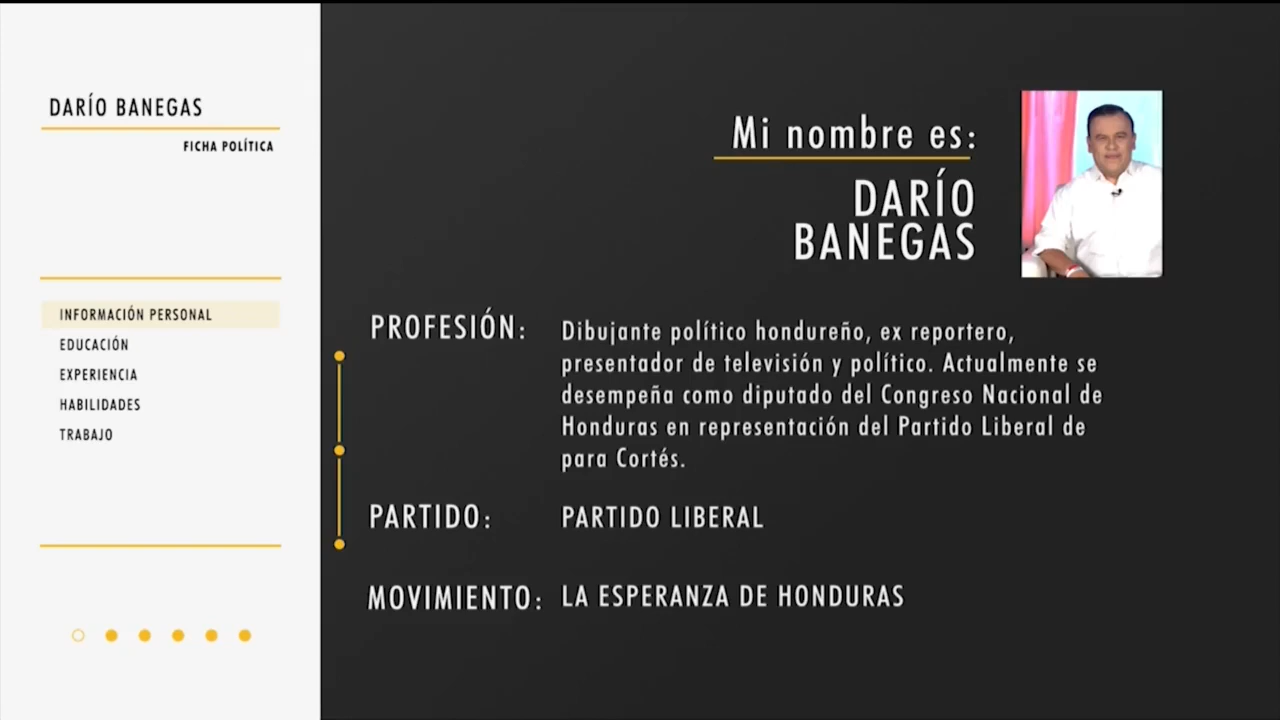 DARÍO BANEGAS
FICHA POLÍTICA
INFORMACIÓN PERSONAL
EDUCACIÓN
EXPERIENCIA
HABILIDADES
TRABAJO
Mi nombre es:
DARÍO
BANEGAS
PROFESIÓN:
Dibujante político hondureño, ex reportero,
presentador de televisión y político. Actualmente se
desempeña como diputado del Congreso Nacional de
Honduras en representación del Partido Liberal de
para Cortés.
PARTIDO:
PARTIDO LIBERAL
MOVIMIENTO:
LA ESPERANZA DE HONDURAS